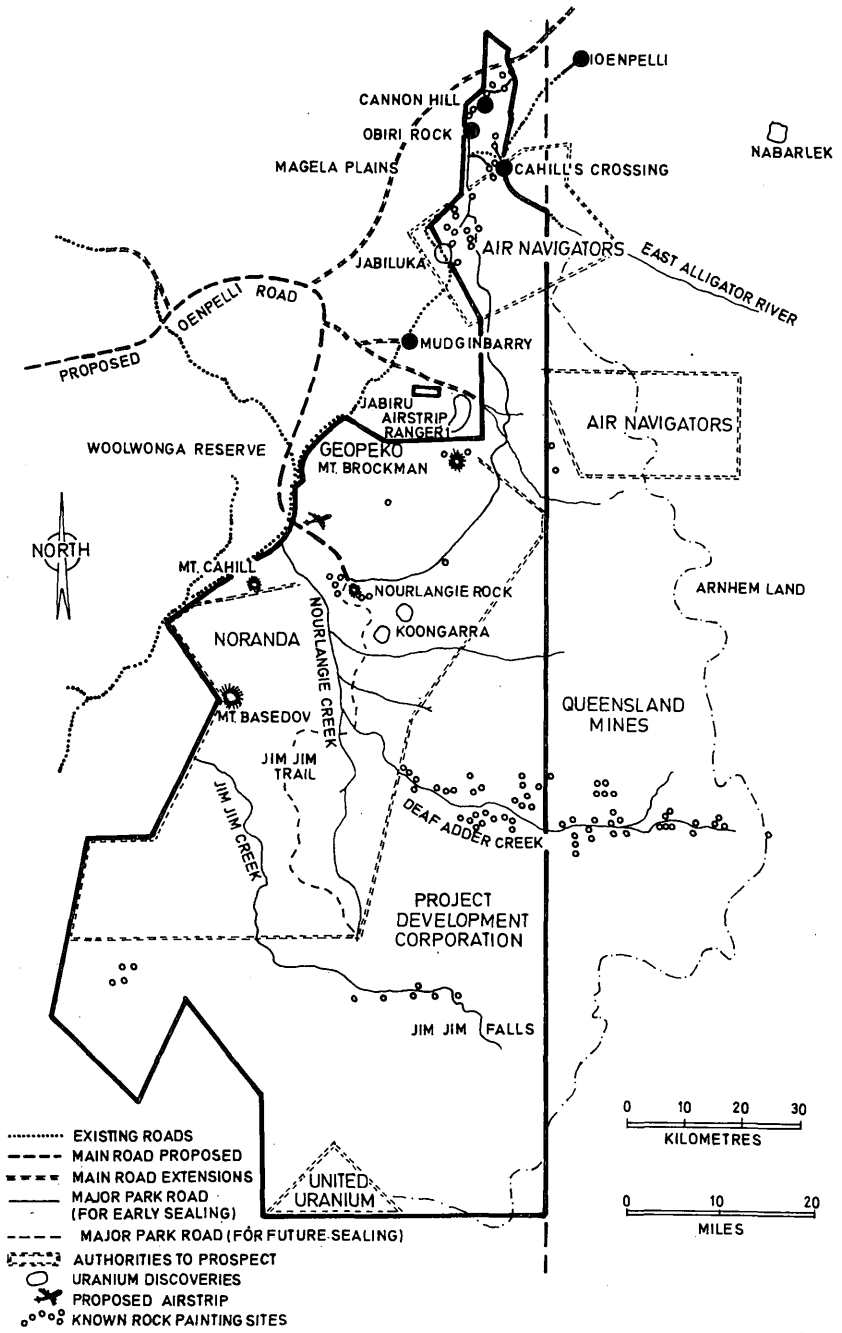 IOENPELLI
CANNON HILL
OBIRI ROCK
NABARLEK
MAGELA PLAINS
CAHILL'S CROSSING
AIR NAVIGATORS
JABILUKA
EAST ALLIGATOR RIVER
PROPOSED OENPELLI ROAD
MUDGINBARRY
JABIRU
AIRSTRIP
RANGER 1
AIR NAVIGATORS
WOOLWONGA RESERVE
GEOPEKO
MT. BROCKMAN
NORTH
MT. CAHILL
NOURLANGIE ROCK
ARNHEM LAND
KOONGARRA
NORANDA
NOURLANGIE CREEK
QUEENSLAND
MINES
MT. BASEDOV
JIM JIM
TRAIL
JIM JIM CREEK
DEAF ADDER CREEK
PROJECT
DEVELOPMENT
CORPORATION
JIM JIM FALLS
0 10 20 30
KILOMETRES
0 10 20
MILES
UNITED
URANIUM
EXISTING ROADS
MAIN ROAD PROPOSED
MAIN ROAD EXTENSIONS
MAJOR PARK ROAD
(FOR EARLY SEALING)
MAJOR PARK ROAD (FOR FUTURE SEALING)
AUTHORITIES TO PROSPECT
URANIUM DISCOVERIES
PROPOSED AIRSTRIP
KNOWN ROCK PAINTING SITES